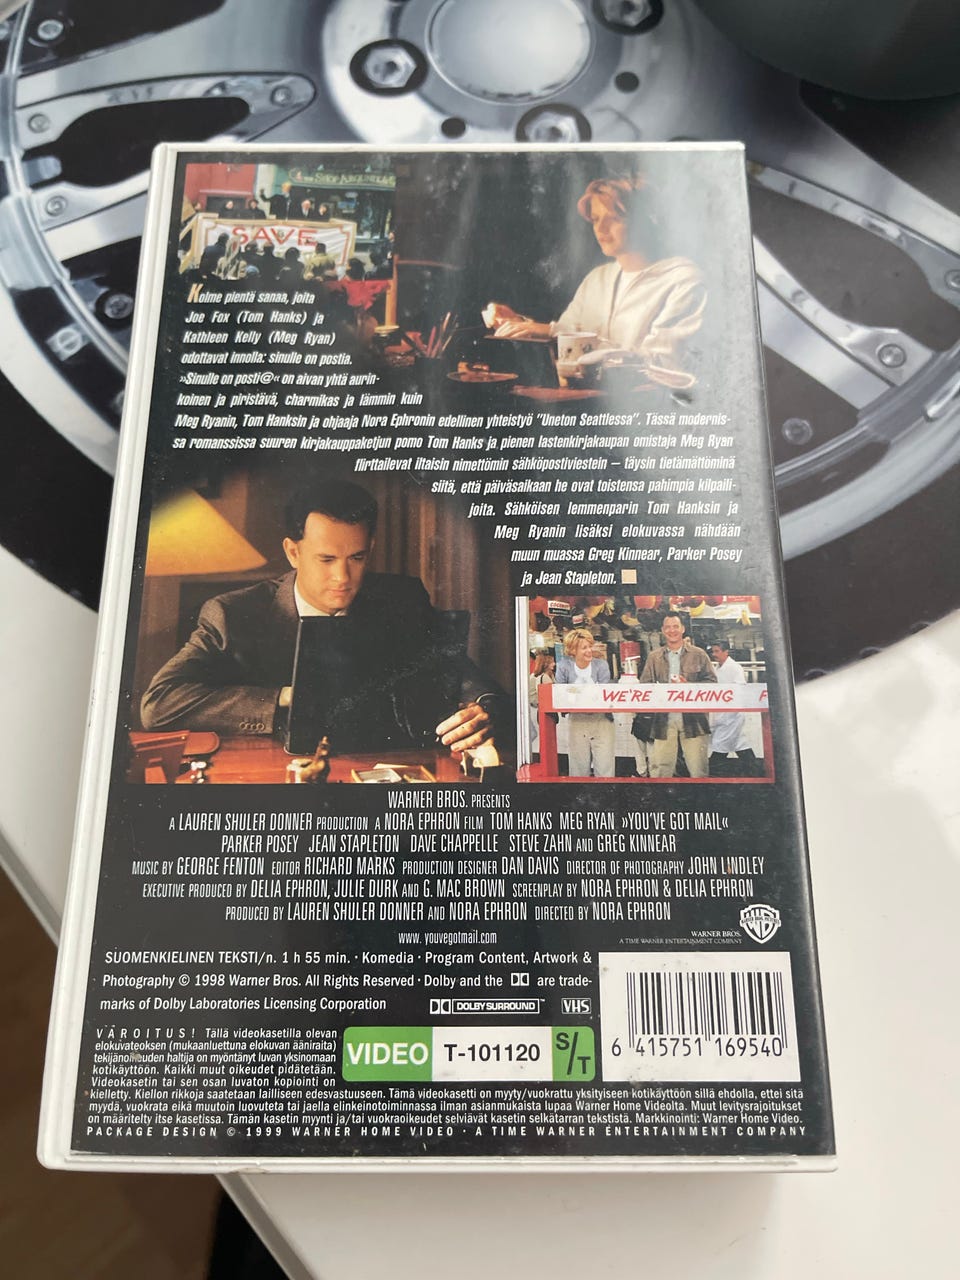 SHOP AROUND
SAVE
Kolme pientä sanaa, joita
Joe Fox (Tom Hanks) ja
Kathleen Kelly (Meg Ryan)
odottavat innolla: sinulle on postia.
»Sinulle on posti@« on aivan yhtä aurin-
koinen ja piristävä, charmikas ja lämmin kuin
Meg Ryanin, Tom Hanksin ja ohjaaja Nora Ephronin edellinen yhteistyö "Uneton Seattlessa". Tässä modernis-
sa romanssissa suuren kirjakauppaketjun pomo Tom Hanks ja pienen lastenkirjakaupan omistaja Meg Ryan
flirttailevat iltaisin nimettömin sähköpostiviestein – täysin tietämättöminä
siitä, että päiväsaikaan he ovat toistensa pahimpia kilpaili-
joita. Sähköisen lemmenparin Tom Hanksin ja
Meg Ryanin lisäksi elokuvassa nähdään
muun muassa Greg Kinnear, Parker Posey
ja Jean Stapleton.
WE'RE TALKING F
WARNER BROS. PRESENTS
A LAUREN SHULER DONNER PRODUCTION A NORA EPHRON FILM TOM HANKS MEG RYAN »YOU'VE GOT MAIL«
PARKER POSEY JEAN STAPLETON DAVE CHAPPELLE STEVE ZAHN AND GREG KINNEAR
MUSIC BY GEORGE FENTON EDITOR RICHARD MARKS PRODUCTION DESIGNER DAN DAVIS DIRECTOR OF PHOTOGRAPHY JOHN LINDLEY
EXECUTIVE PRODUCED BY DELIA EPHRON, JULIE DURK AND G. MAC BROWN SCREENPLAY BY NORA EPHRON & DELIA EPHRON
PRODUCED BY LAUREN SHULER DONNER AND NORA EPHRON DIRECTED BY NORA EPHRON
www.youvegotmail.com
WARNER BROS.
A TIME WARNER ENTERTAINMENT COMPANY
SUOMENKIELINEN TEKSTI/n. 1 h 55 min. · Komedia · Program Content, Artwork &
Photography © 1998 Warner Bros. All Rights Reserved · Dolby and the are trade-
marks of Dolby Laboratories Licensing Corporation
DOLBY SURROUND™ VHS
VAROITUS! Tällä videokasetilla olevan
elokuvateoksen (mukaanluettuna elokuvan ääniraita)
tekijänoikeuden haltija on myöntänyt luvan yksinomaan
kotikäyttöön. Kaikki muut oikeudet pidätetään.
Videokasetin tai sen osan luvaton kopiointi on
kielletty. Kiellon rikkoja saatetaan lailliseen edesvastuuseen. Tämä videokasetti on myyty/vuokrattu yksityiseen kotikäyttöön sillä ehdolla, ettei sitä
myydä, vuokrata eikä muutoin luovuteta tai jaella elinkeinotoiminnassa ilman asianmukaista lupaa Warner Home Videolta. Muut levitysrajoitukset
on määritelty itse kasetissa. Tämän kasetin myynti ja/tai vuokraoikeudet selviävät kasetin selkätarran tekstistä. Markkinointi: Warner Home Video.
VIDEO T-101120 S/T
6 415751 169540
PACKAGE DESIGN © 1999 WARNER HOME VIDEO · A TIME WARNER ENTERTAINMENT COMPANY